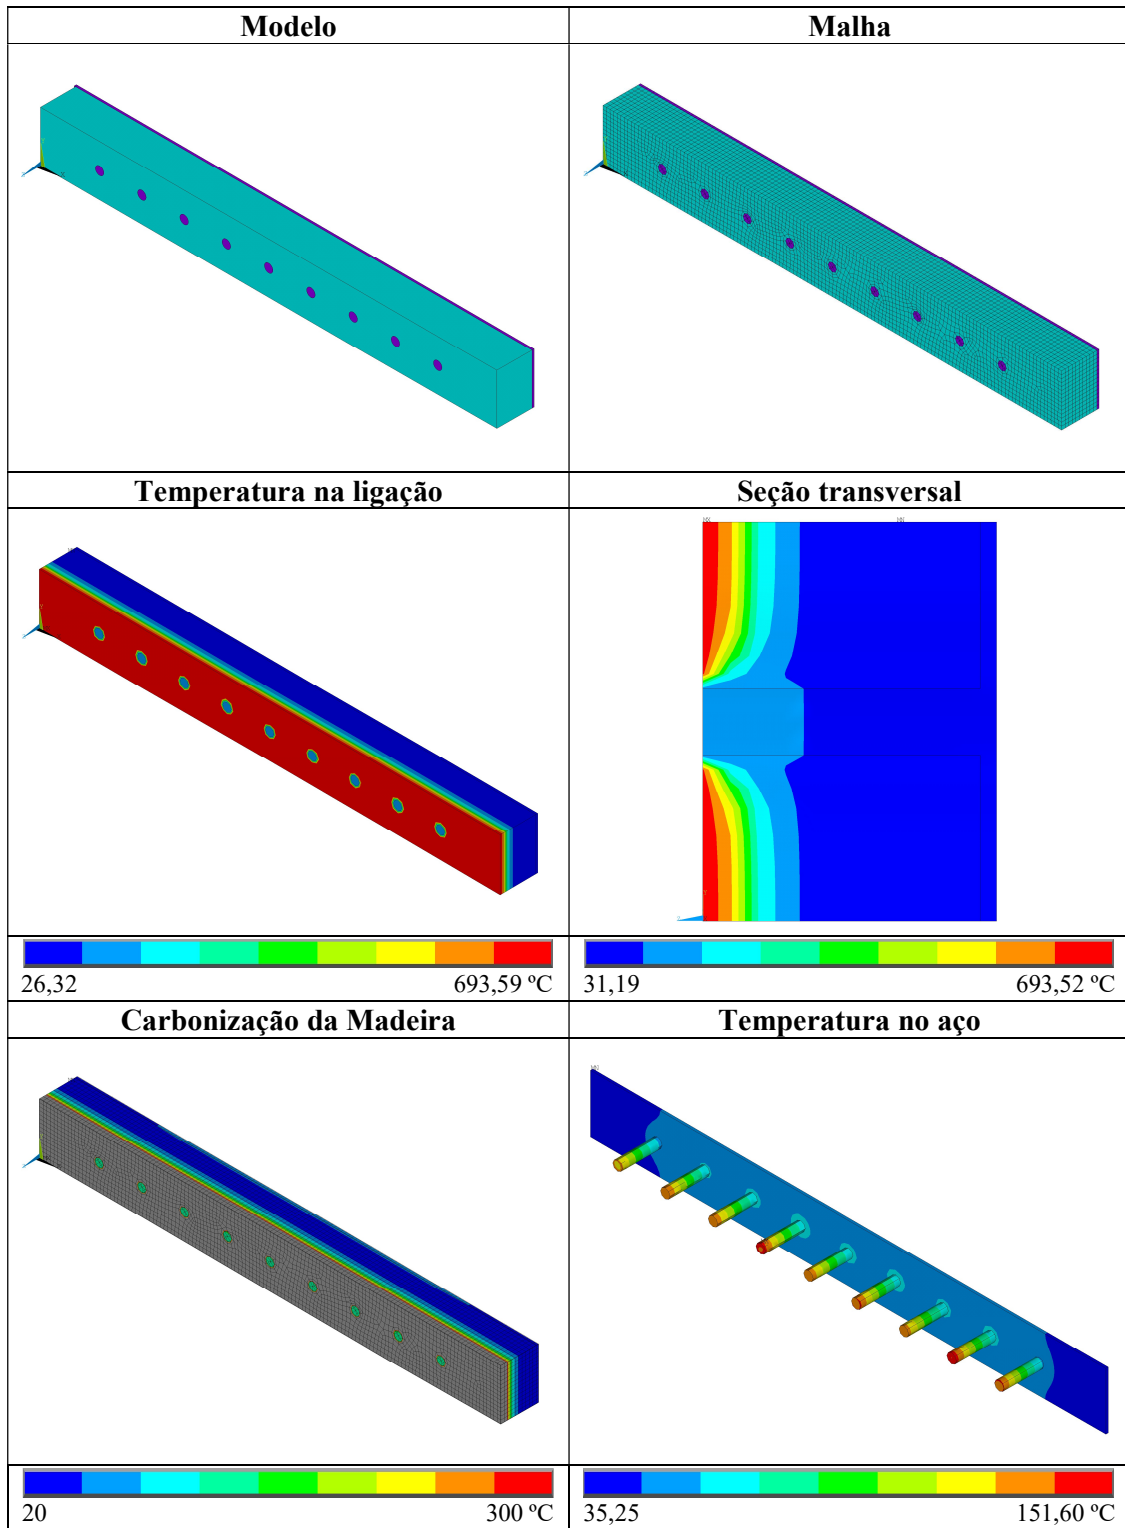 Modelo
Malha
Temperatura na ligação
Seção transversal
26,32
693,59 ºC
31,19
693,52 ºC
Carbonização da Madeira
Temperatura no aço
20
300 ºC
35,25
151,60 ºC